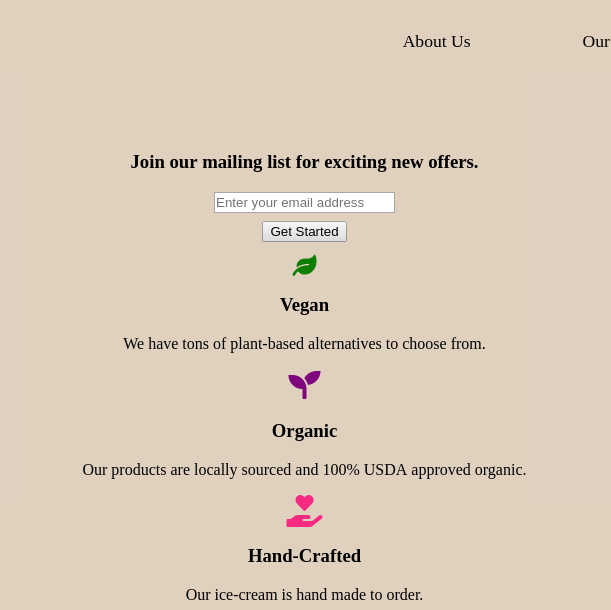 About Us
Our
Join our mailing list for exciting new offers.
Enter your email address
Get Started
Vegan
We have tons of plant-based alternatives to choose from.
Organic
Our products are locally sourced and 100% USDA approved organic.
Hand-Crafted
Our ice-cream is hand made to order.